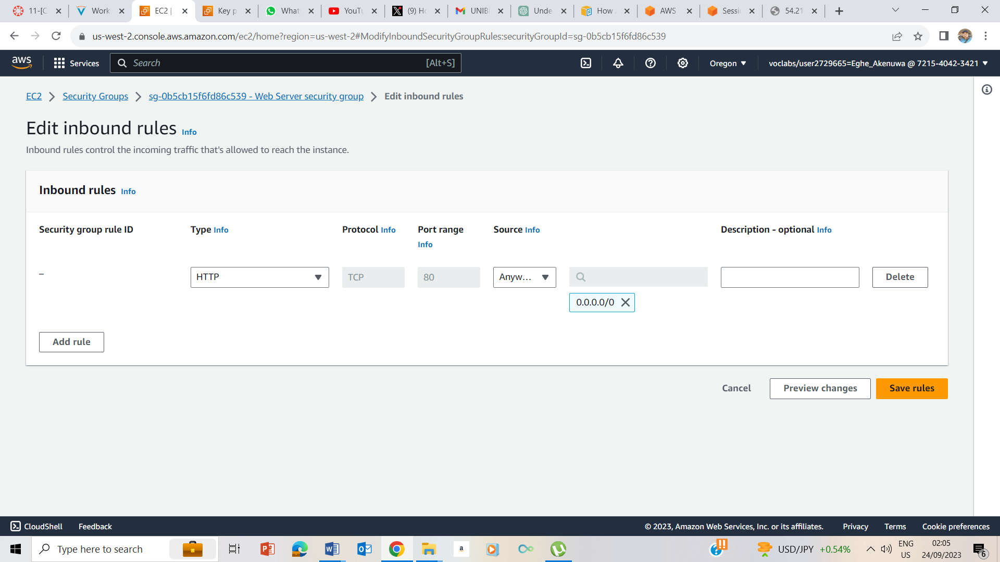 11-[C
Work
EC2 |
Key p
What
YouTu
(9) Ho
UNIBI
Unde
How
AWS
Sessi
54.21
us-west-2.console.aws.amazon.com/ec2/home?region=us-west-2#ModifyInboundSecurityGroupRules:securityGroupId=sg-0b5cb15f6fd86c539
aws
Services
Search
[Alt+S]
Oregon
voclabs/user2729665=Eghe_Akenuwa @ 7215-4042-3421
EC2
Security Groups
sg-0b5cb15f6fd86c539 - Web Server security group
Edit inbound rules
Edit inbound rules Info
Inbound rules control the incoming traffic that's allowed to reach the instance.
Inbound rules Info
Security group rule ID
Type Info
Protocol Info
Port range
Info
Source Info
Description - optional Info
–
HTTP
TCP
80
Anyw...
0.0.0.0/0
Delete
Add rule
Cancel
Preview changes
Save rules
CloudShell
Feedback
© 2023, Amazon Web Services, Inc. or its affiliates.
Privacy
Terms
Cookie preferences
Type here to search
a
USD/JPY +0.54%
ENG
US
02:05
24/09/2023
6